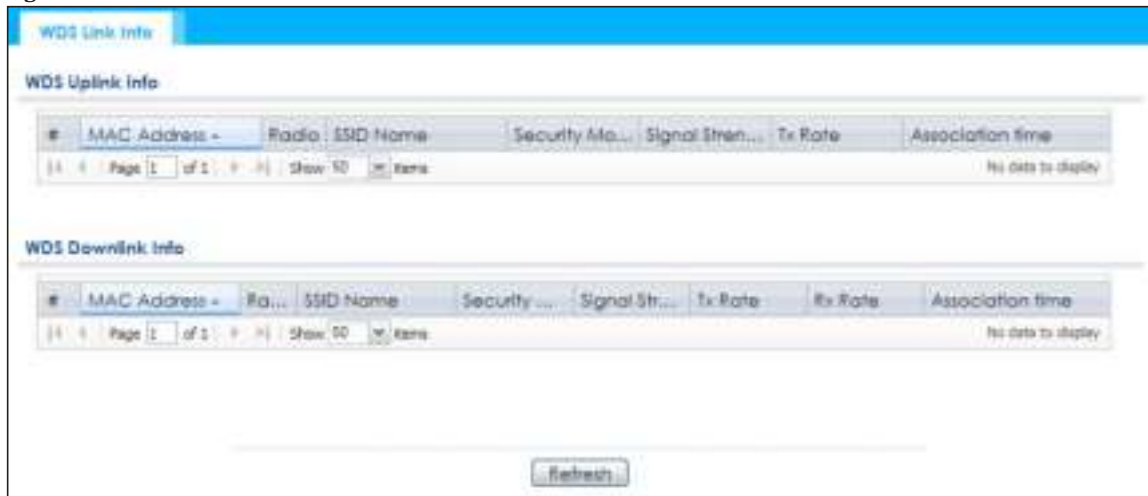 WDS Link Info
WDS Uplink Info
# MAC Address Radio SSID Name Security Mo... Signal Stren... Tx Rate Association time
Page 1 of 1 Show 50 items No data to display
WDS Downlink Info
# MAC Address Ra... SSID Name Security ... Signal Str... Tx Rate Rx Rate Association time
Page 1 of 1 Show 50 items No data to display
Refresh